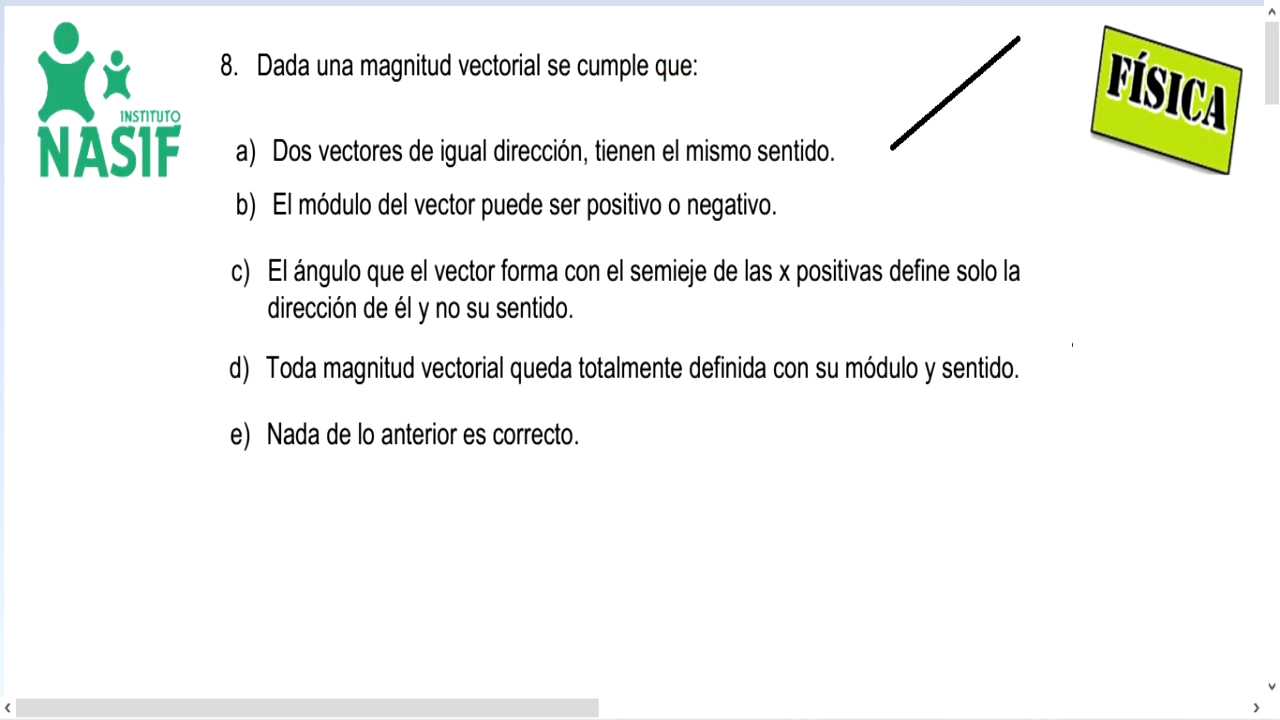 INSTITUTO
NASIF
FÍSICA
8. Dada una magnitud vectorial se cumple que:
a) Dos vectores de igual dirección, tienen el mismo sentido.
b) El módulo del vector puede ser positivo o negativo.
c) El ángulo que el vector forma con el semieje de las x positivas define solo la
dirección de él y no su sentido.
d) Toda magnitud vectorial queda totalmente definida con su módulo y sentido.
e) Nada de lo anterior es correcto.